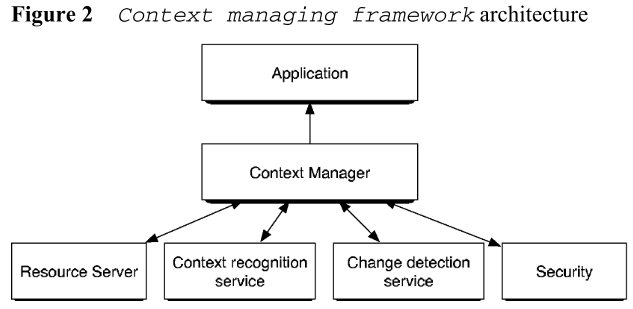 Figure 2 Context managing framework architecture
Application
Context Manager
Resource Server
Context recognition
service
Change detection
service
Security